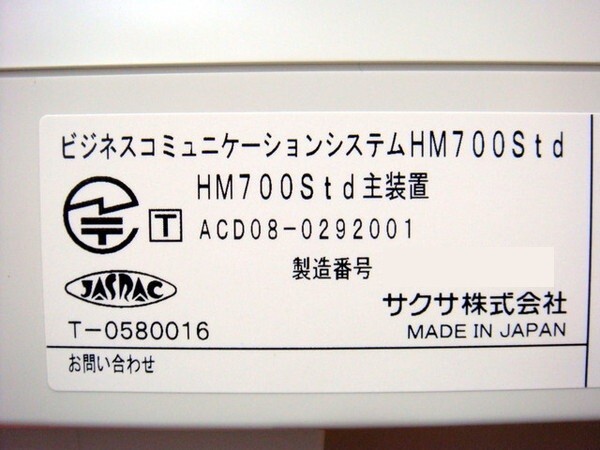 ビジネスコミュニケーションシステムHM700Std
HM700Std主装置
T ACD08-0292001
製造番号
JASRAC
サクサ株式会社
T-0580016
MADE IN JAPAN
お問い合わせ